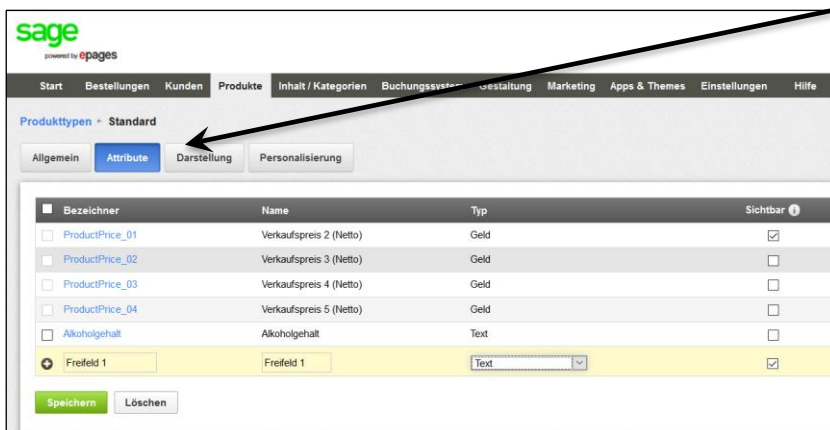 sage
powered by epages
Start Bestellungen Kunden Produkte Inhalt / Kategorien Buchungssystem Gestaltung Marketing Apps & Themes Einstellungen Hilfe
Produkttypen Standard
Allgemein Attribute Darstellung Personalisierung
Bezeichner Name Typ Sichtbar
ProductPrice_01 Verkaufspreis 2 (Netto) Geld
ProductPrice_02 Verkaufspreis 3 (Netto) Geld
ProductPrice_03 Verkaufspreis 4 (Netto) Geld
ProductPrice_04 Verkaufspreis 5 (Netto) Geld
Alkoholgehalt Alkoholgehalt Text
Freifeld 1 Freifeld 1 Text
Speichern Löschen